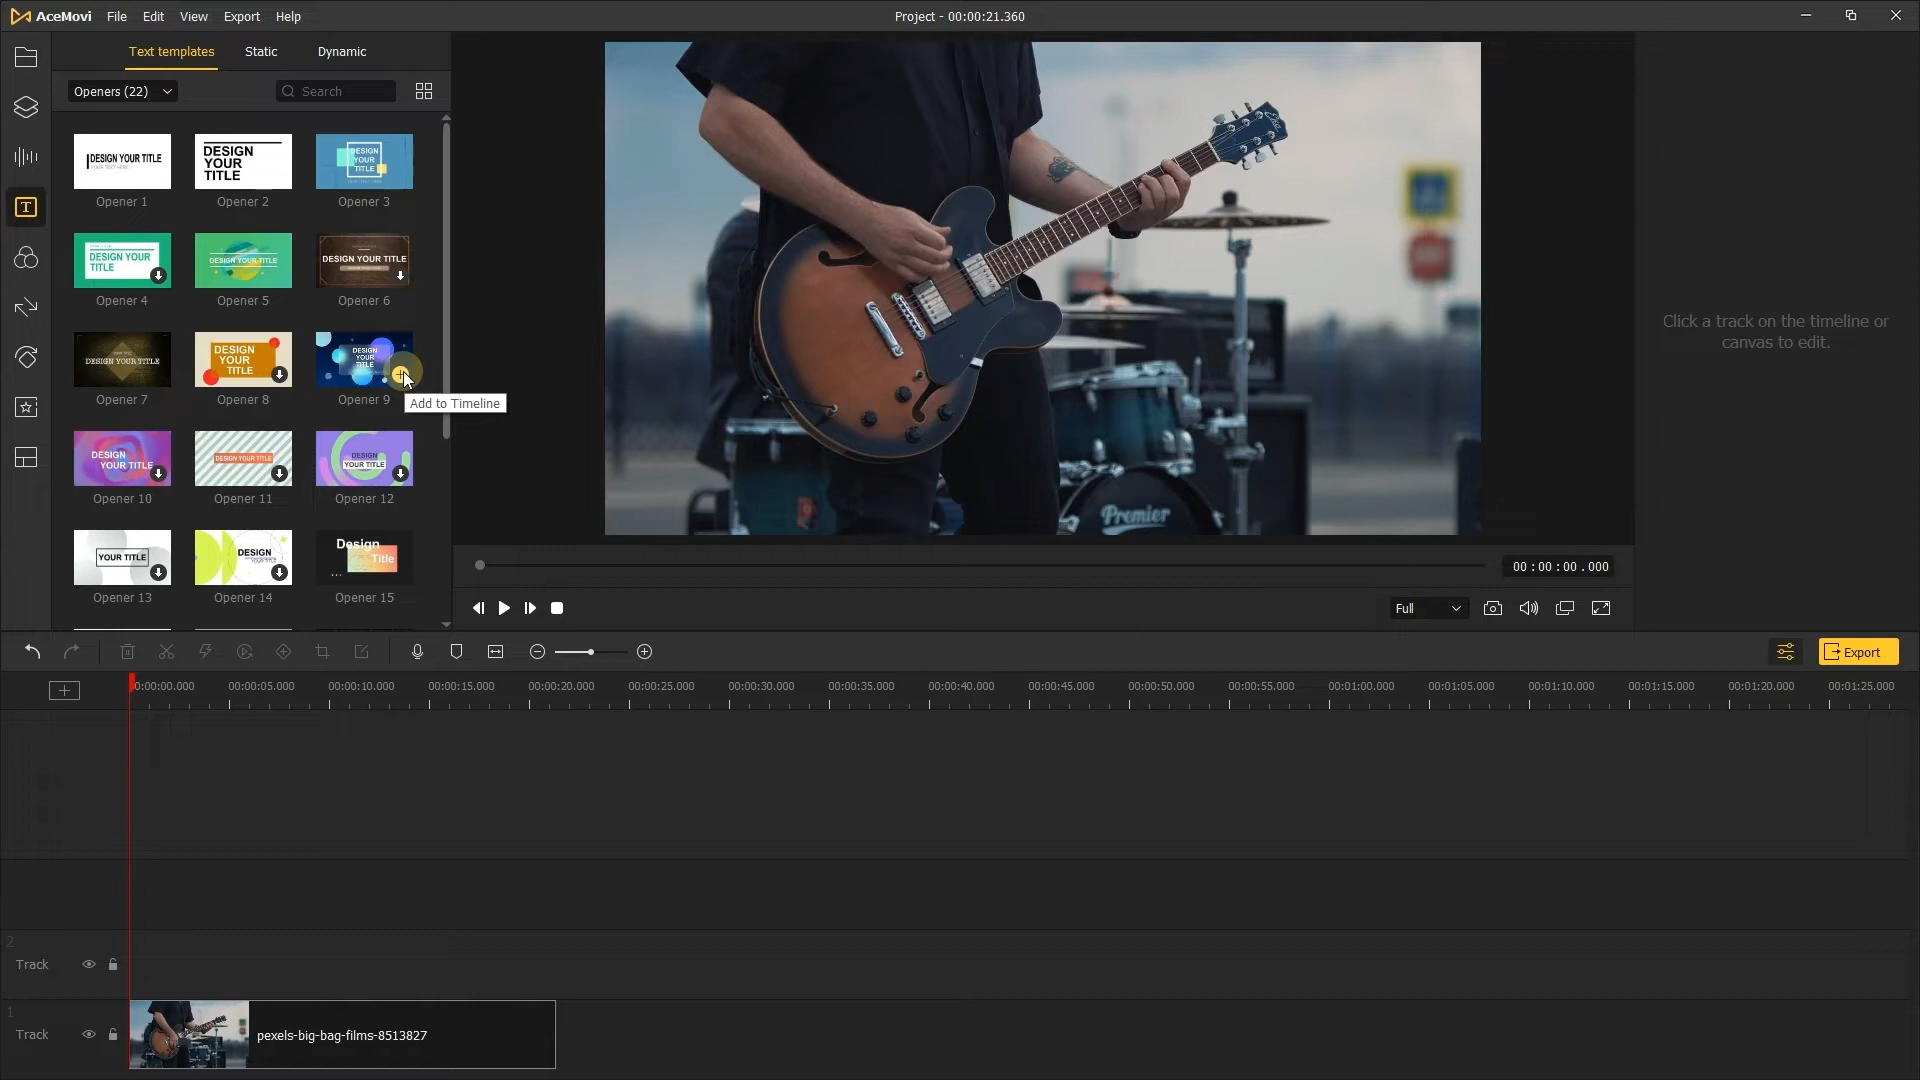 AceMovi File Edit View Export Help Project - 00:00:21.360
Text templates Static Dynamic
Openers (22) Search
DESIGN YOUR TITLE
DESIGN
YOUR
TITLE
DESIGN
YOUR
TITLE
Opener 1 Opener 2 Opener 3
DESIGN YOUR
TITLE
DESIGN YOUR TITLE
DESIGN YOUR TITLE
Opener 4 Opener 5 Opener 6
DESIGN YOUR TITLE
DESIGN
YOUR
TITLE
DESIGN
YOUR
TITLE
Opener 7 Opener 8 Opener 9
Add to Timeline
DESIGN
YOUR TITLE
DESIGN YOUR TITLE
DESIGN
YOUR TITLE
Opener 10 Opener 11 Opener 12
YOUR TITLE
DESIGN
YOUR TITLE
Design
Title
...
Opener 13 Opener 14 Opener 15
Premier
Click a track on the timeline or
canvas to edit.
00:00:00.000
Full
Export
0:00:00.000 00:00:05.000 00:00:10.000 00:00:15.000 00:00:20.000 00:00:25.000 00:00:30.000 00:00:35.000 00:00:40.000 00:00:45.000 00:00:50.000 00:00:55.000 00:01:00.000 00:01:05.000 00:01:10.000 00:01:15.000 00:01:20.000 00:01:25.000
2
Track
1
Track
pexels-big-bag-films-8513827